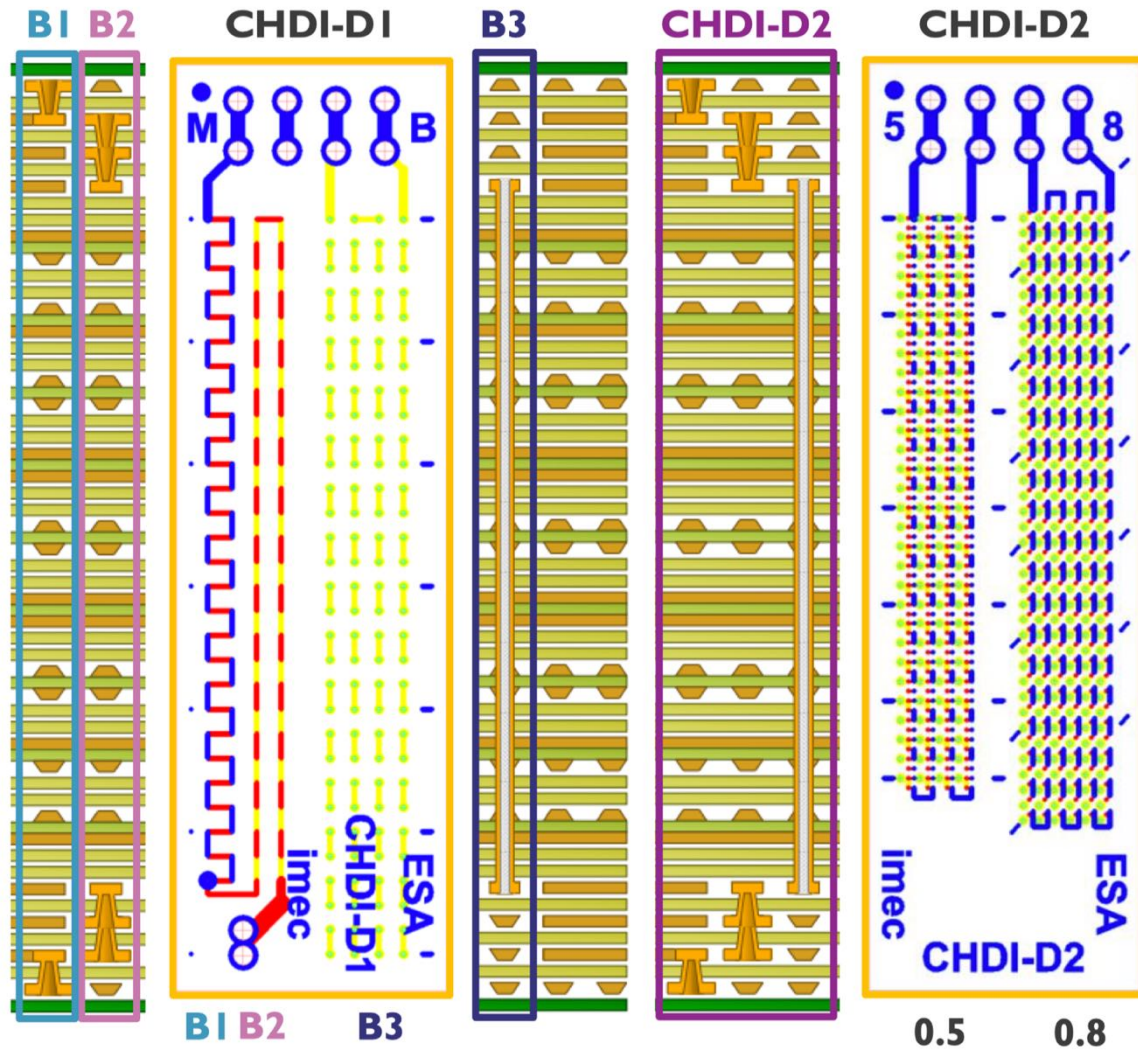 B1 B2 CHDI-D1 B3 CHDI-D2 CHDI-D2
M B
5 8
imec
CHDI-D1
ESA
imec
ESA
CHDI-D2
B1 B2 B3
0.5 0.8